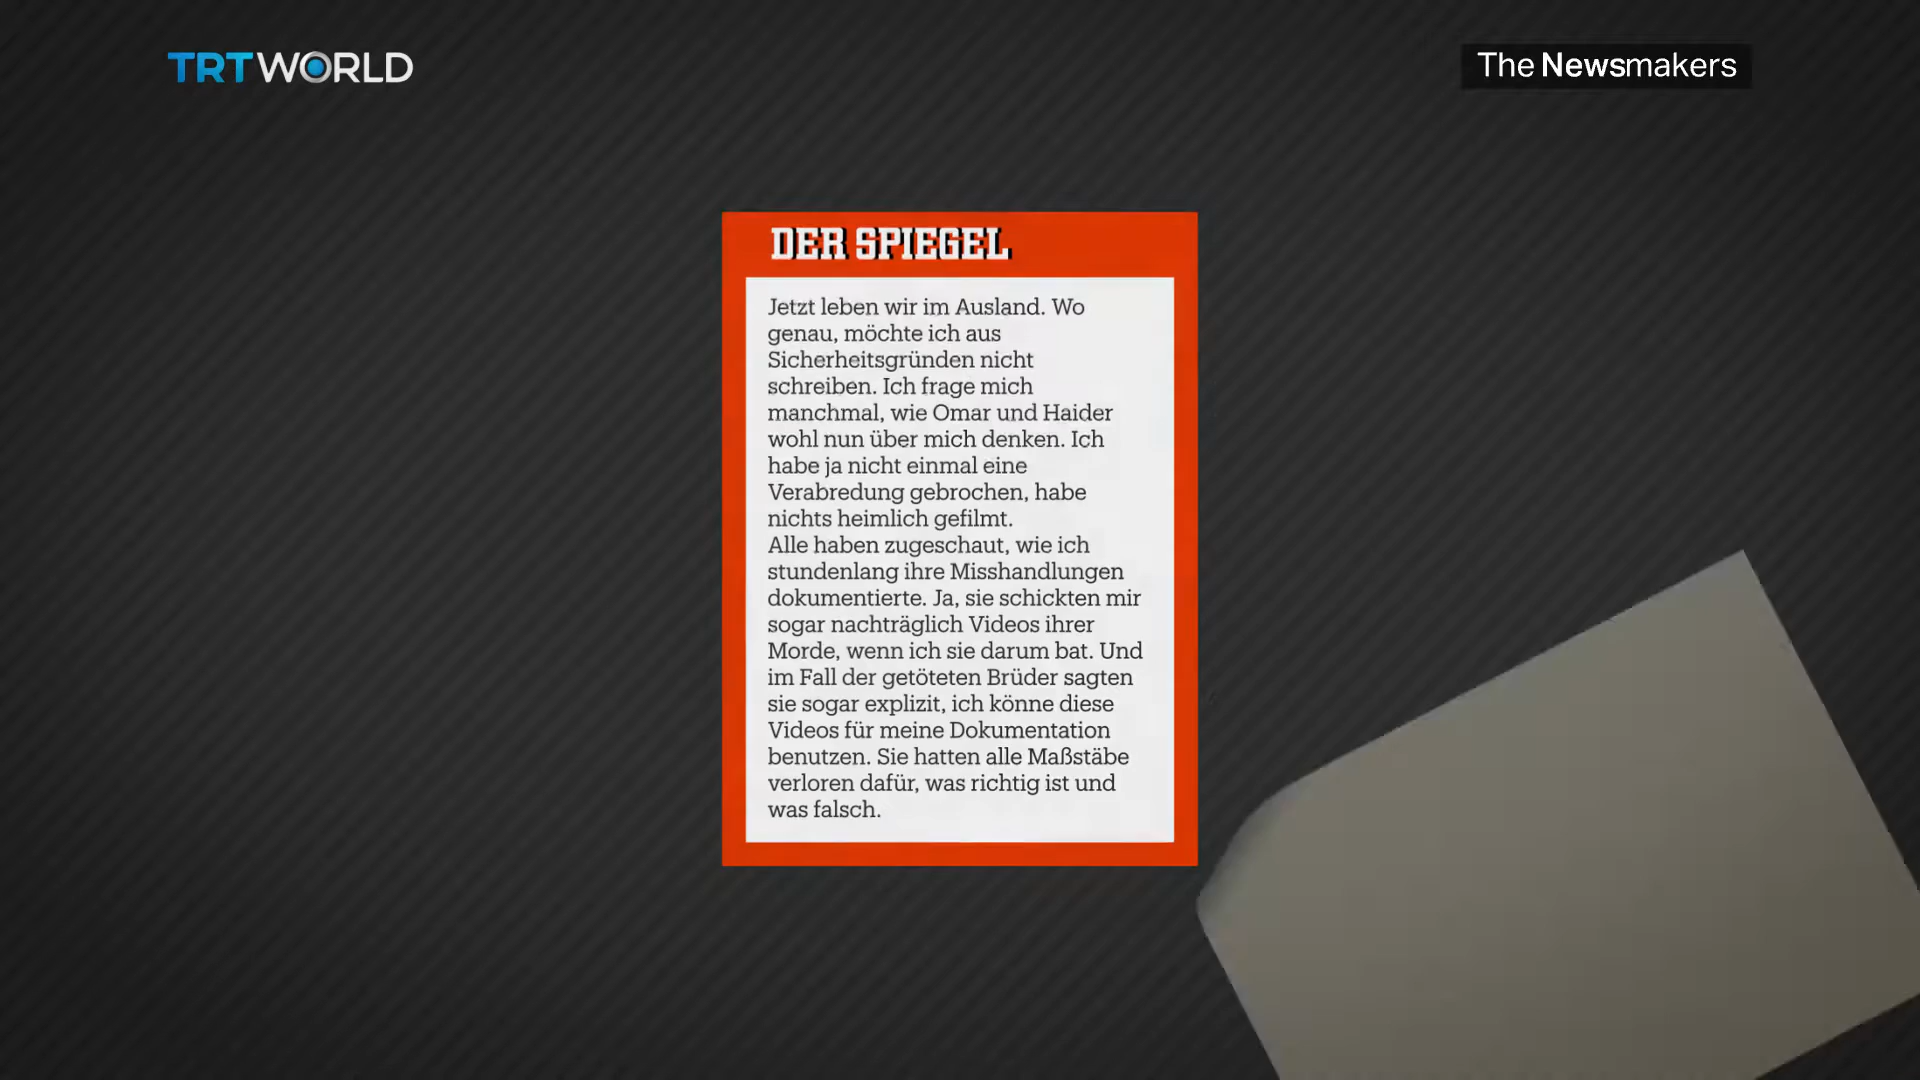 TRT WORLD
The Newsmakers
DER SPIEGEL
Jetzt leben wir im Ausland. Wo
genau, möchte ich aus
Sicherheitsgründen nicht
schreiben. Ich frage mich
manchmal, wie Omar und Haider
wohl nun über mich denken. Ich
habe ja nicht einmal eine
Verabredung gebrochen, habe
nichts heimlich gefilmt.
Alle haben zugeschaut, wie ich
stundenlang ihre Misshandlungen
dokumentierte. Ja, sie schickten mir
sogar nachträglich Videos ihrer
Morde, wenn ich sie darum bat. Und
im Fall der getöteten Brüder sagten
sie sogar explizit, ich könne diese
Videos für meine Dokumentation
benutzen. Sie hatten alle Maßstäbe
verloren dafür, was richtig ist und
was falsch.